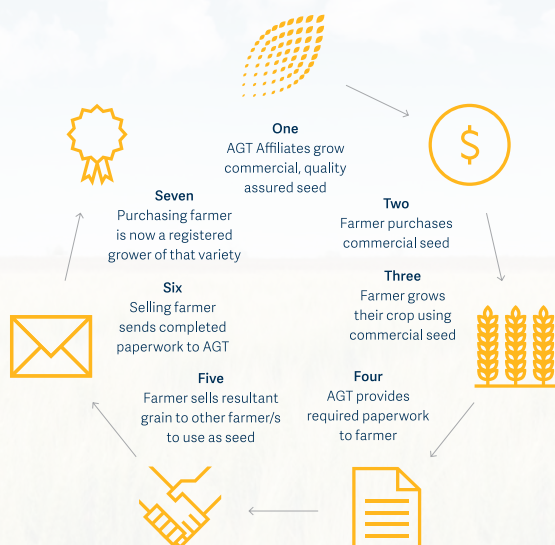 One
AGT Affiliates grow
commercial, quality
assured seed
$
Two
Farmer purchases
commercial seed
Three
Farmer grows
their crop using
commercial seed
Four
AGT provides
required paperwork
to farmer
Five
Farmer sells resultant
grain to other farmer/s
to use as seed
Six
Selling farmer
sends completed
paperwork to AGT
Seven
Purchasing farmer
is now a registered
grower of that variety